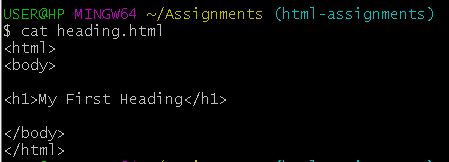 USER@HP MINGW64 ~/Assignments (html-assignments)
$ cat heading.html
<html>
<body>
<h1>My First Heading</h1>
</body>
</html>